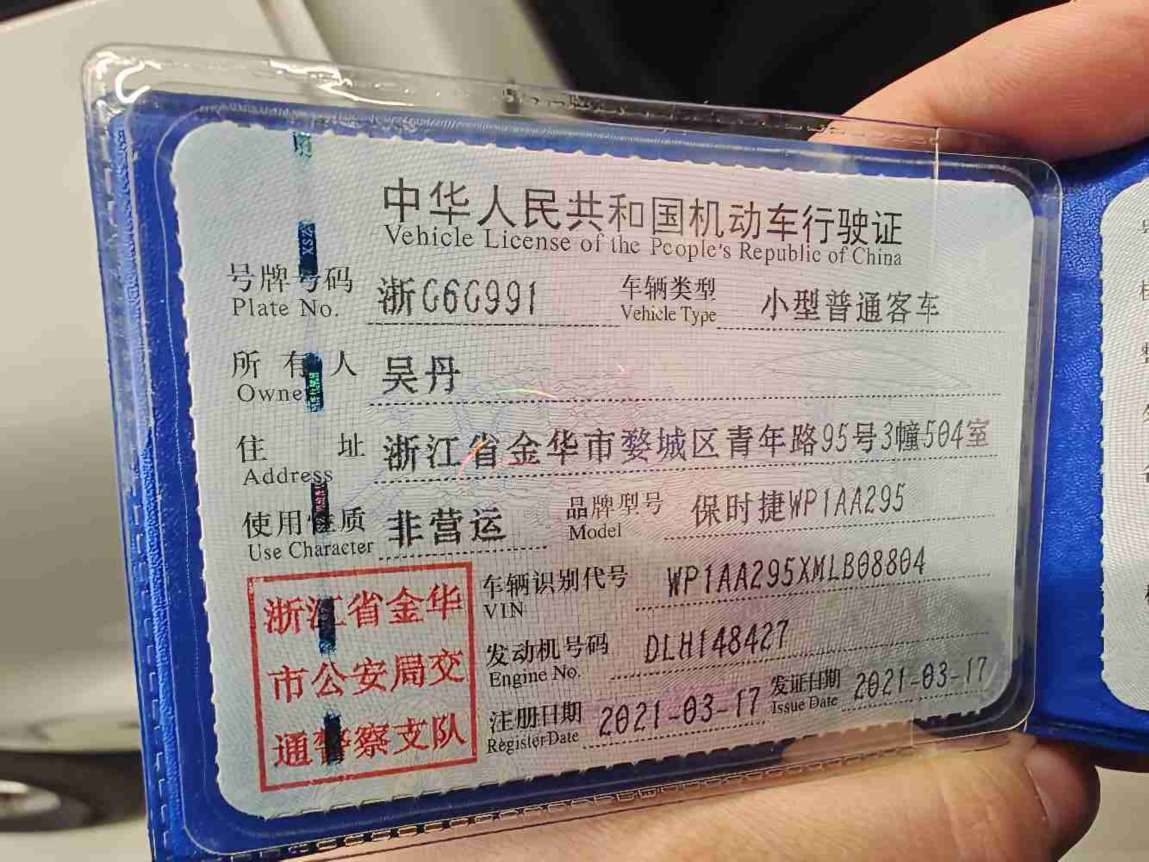 中华人民共和国机动车行驶证
Vehicle License of the People's Republic of China
号牌号码 浙G6G991 车辆类型 小型普通客车
Plate No. Vehicle Type
所有人 吴丹
Owner
住址 浙江省金华市婺城区青年路95号3幢504室
Address
使用性质 非营运 品牌型号 保时捷WP1AA295
Use Character Model
车辆识别代号 WP1AA295XMLB08804
VIN
发动机号码 DLH148427
Engine No.
注册日期 2021-03-17 发证日期 2021-03-17
Register Date Issue Date
浙江省金华
市公安局交
通警察支队